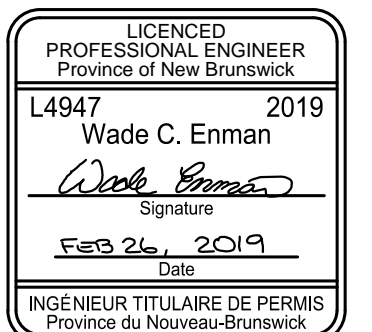 LICENCED
PROFESSIONAL ENGINEER
Province of New Brunswick
L4947 2019
Wade C. Enman
Wade Enman
Signature
FEB 26, 2019
Date
INGÉNIEUR TITULAIRE DE PERMIS
Province du Nouveau-Brunswick